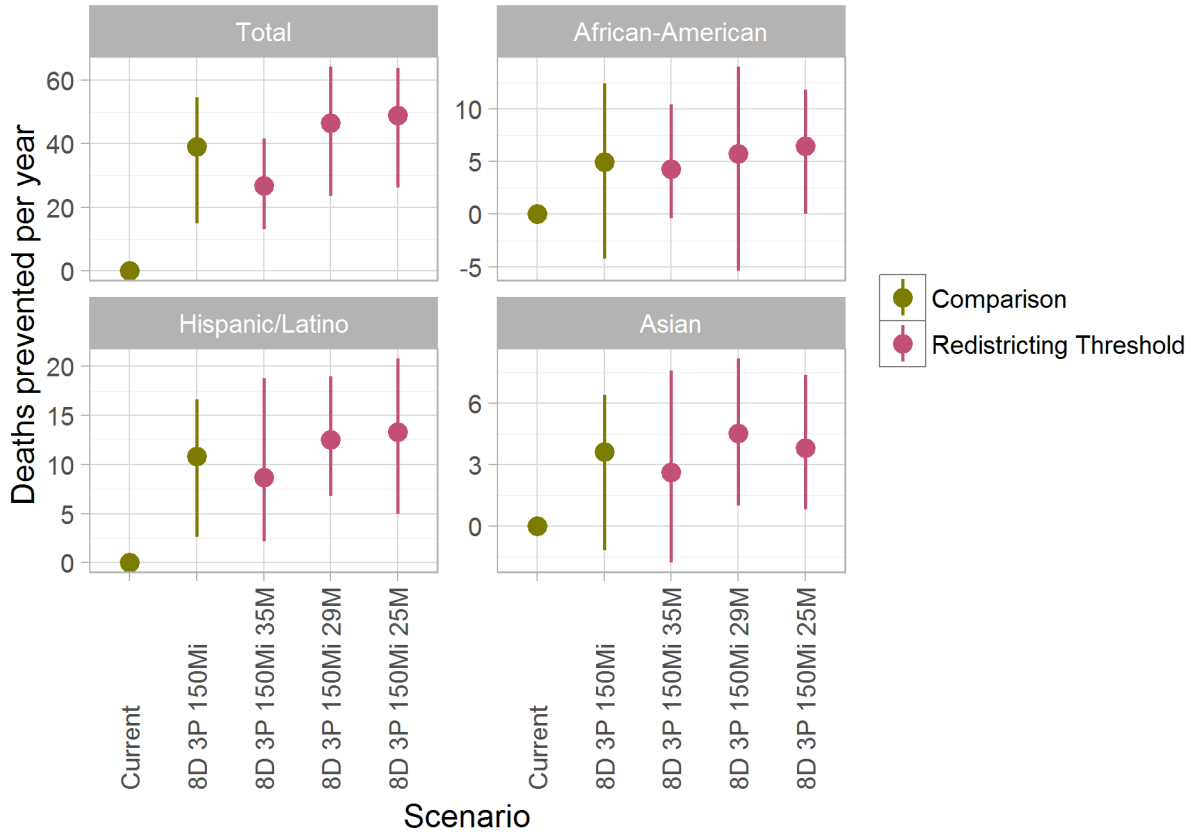 Total
African-American
60
40
20
0
10
5
0
-5
Deaths prevented per year
Hispanic/Latino
Asian
20
15
10
5
0
6
3
0
Current
8D 3P 150Mi
8D 3P 150Mi 35M
8D 3P 150Mi 29M
8D 3P 150Mi 25M
Current
8D 3P 150Mi
8D 3P 150Mi 35M
8D 3P 150Mi 29M
8D 3P 150Mi 25M
Scenario
Comparison
Redistricting Threshold